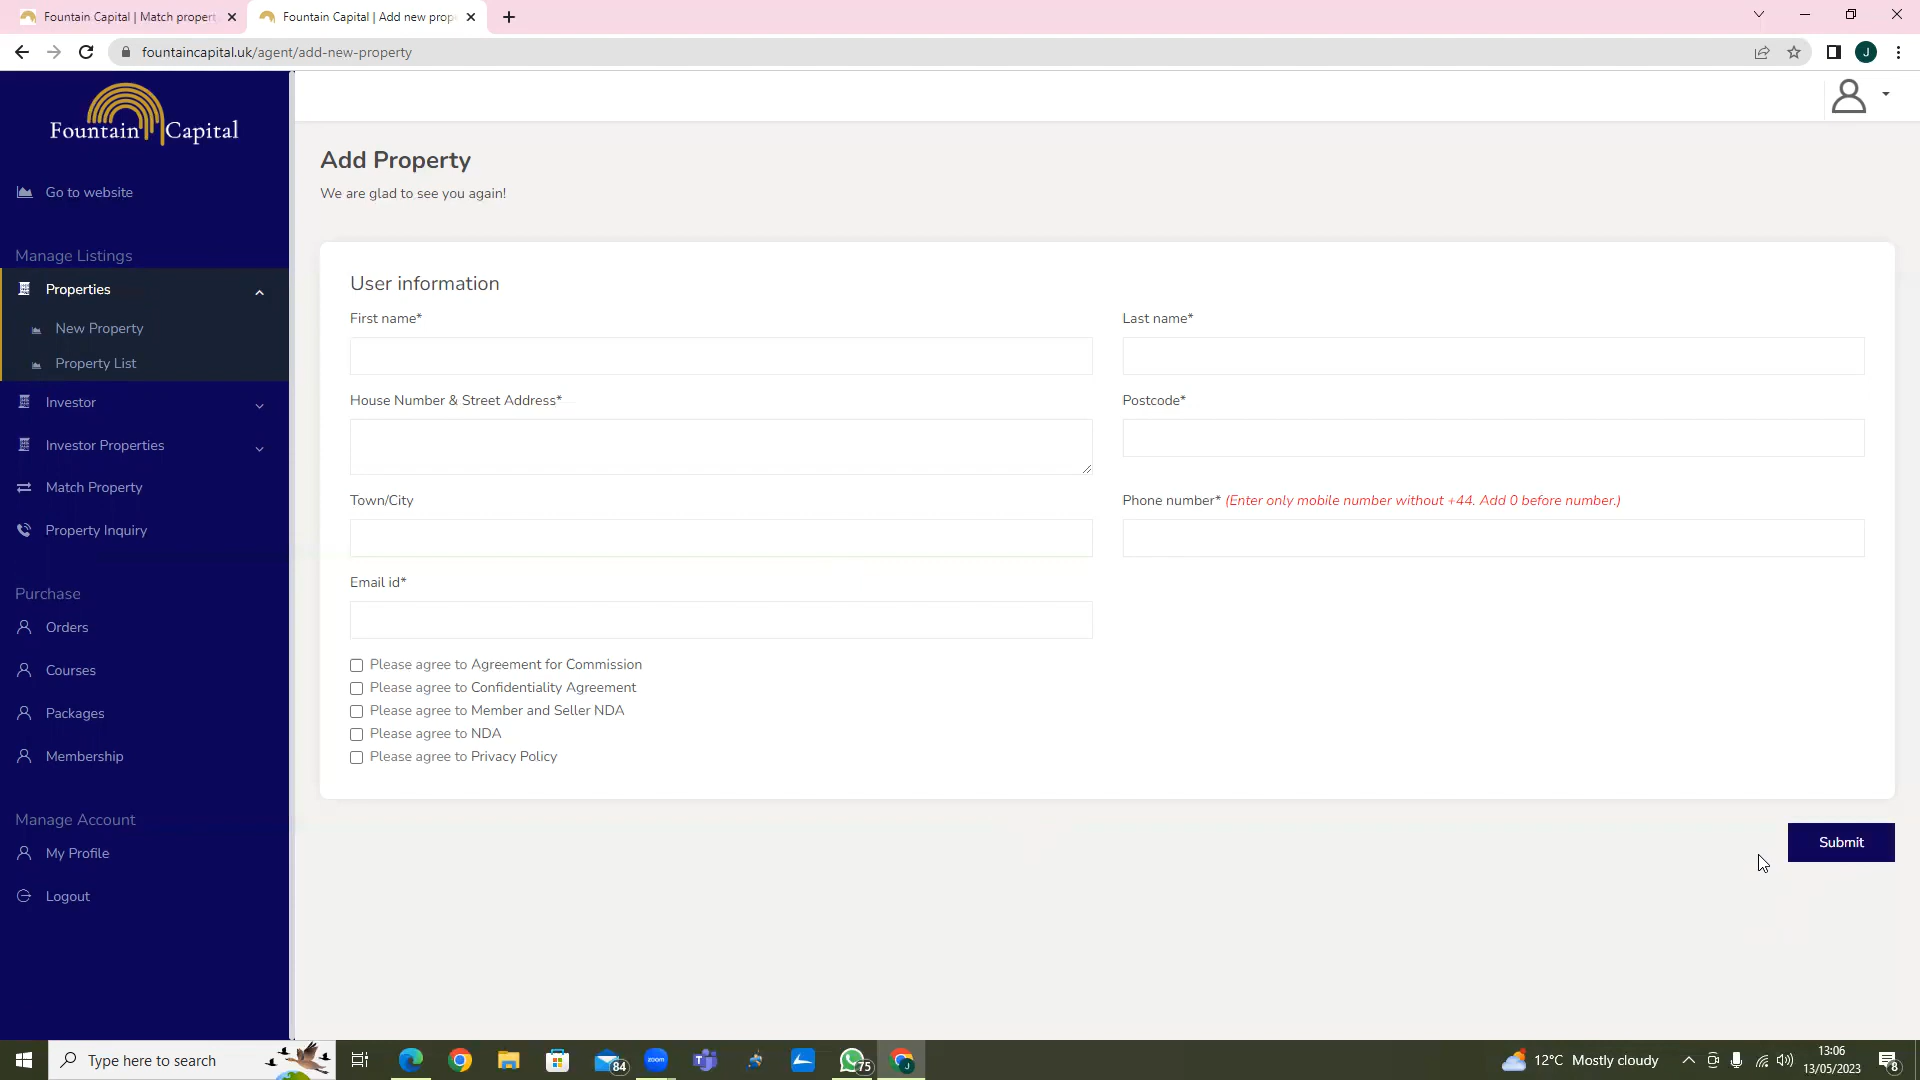 Fountain Capital | Match propert
Fountain Capital | Add new prop
fountaincapital.uk/agent/add-new-property
J
Fountain Capital
Go to website
Manage Listings
Properties
New Property
Property List
Investor
Investor Properties
Match Property
Property Inquiry
Purchase
Orders
Courses
Packages
Membership
Manage Account
My Profile
Logout
Add Property
We are glad to see you again!
User information
First name*
Last name*
House Number & Street Address*
Postcode*
Town/City
Phone number* (Enter only mobile number without +44. Add 0 before number.)
Email id*
Please agree to Agreement for Commission
Please agree to Confidentiality Agreement
Please agree to Member and Seller NDA
Please agree to NDA
Please agree to Privacy Policy
Submit
Type here to search
84
zoom
T
75
J
12°C Mostly cloudy
13:06
13/05/2023
8